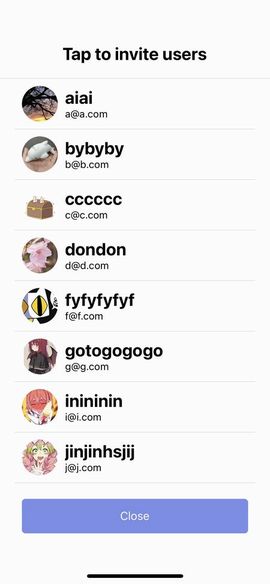 Tap to invite users
aiai
a@a.com
bybyby
b@b.com
cccccc
c@c.com
dondon
d@d.com
fyfyfyfyf
f@f.com
gotogogogo
g@g.com
ininininin
i@i.com
jinjinhsjij
j@j.com
Close